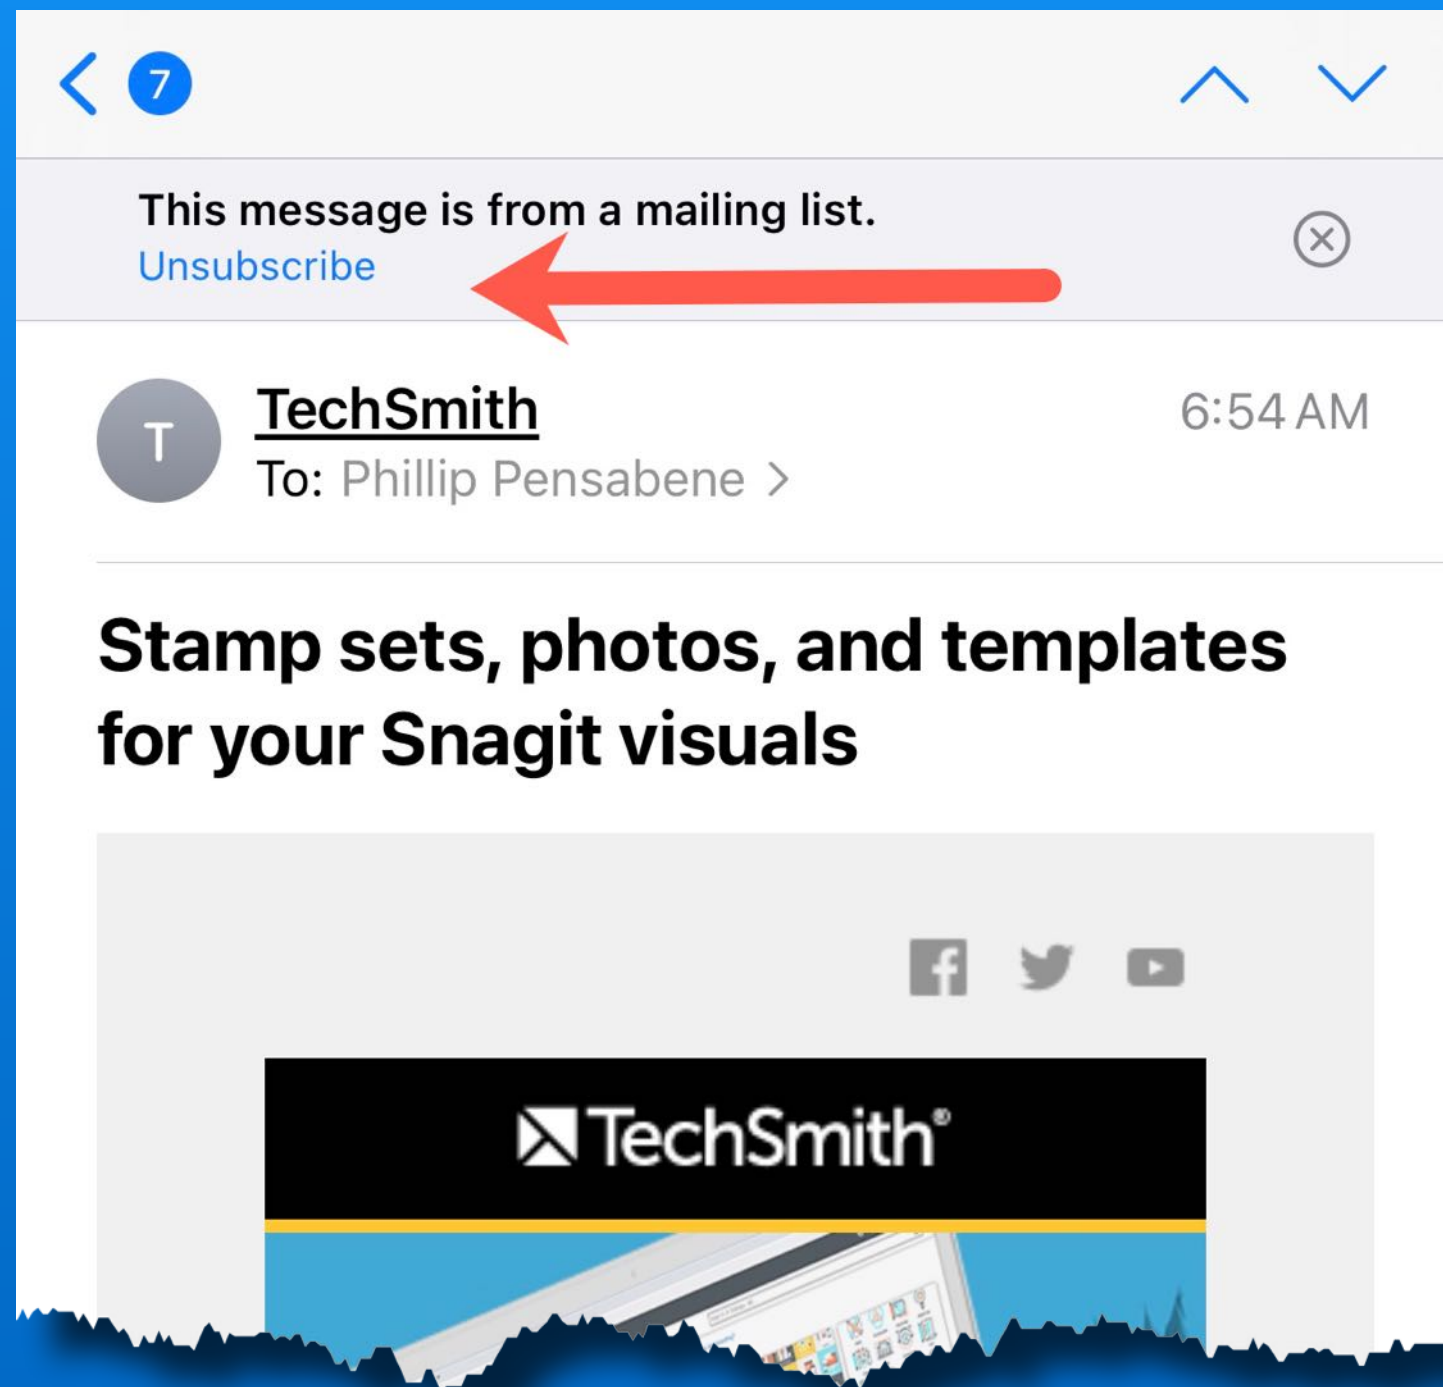 7
This message is from a mailing list.
Unsubscribe
T
TechSmith
6:54 AM
To: Phillip Pensabene >
Stamp sets, photos, and templates
for your Snagit visuals
TechSmith®